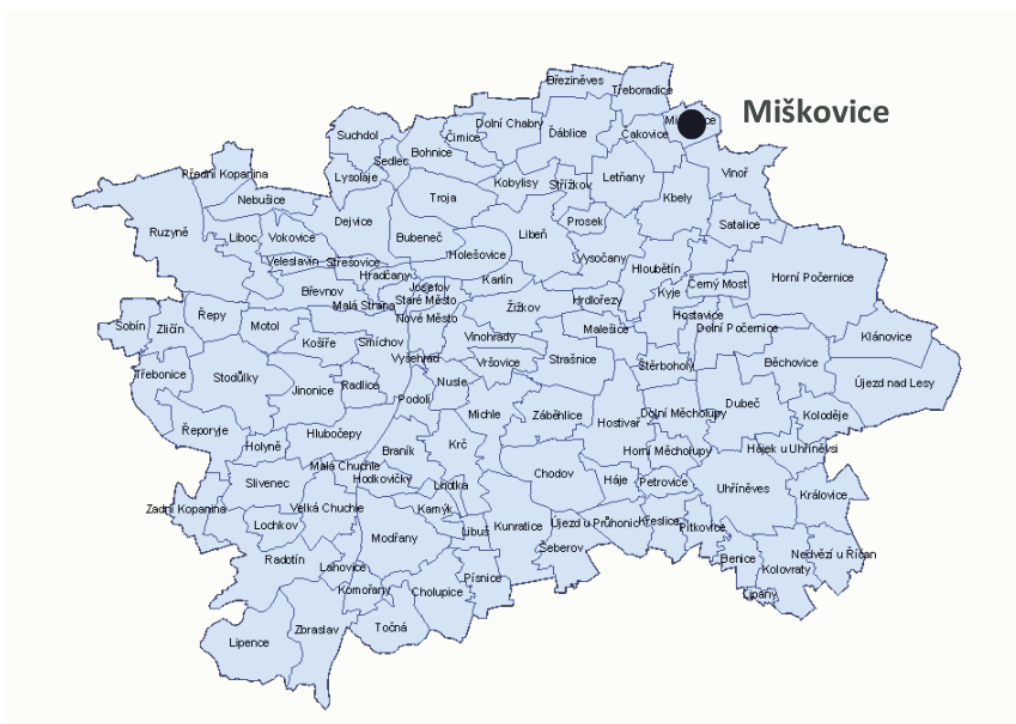 Březiněves
Třeboradice
Miškovice
Miškovice
Dolní Chabry
Ďáblice
Čakovice
Suchdol
Čimice
Bohnice
Sedlec
Přední Kopanina
Lysolaje
Kobylisy
Střížkov
Letňany
Vinoř
Nebušice
Troja
Kbely
Dejvice
Prosek
Satalice
Ruzyně
Liboc
Vokovice
Bubeneč
Libeň
Holešovice
Vysočany
Veleslavín
Střešovice
Hradčany
Hloubětín
Horní Počernice
Karlín
Černý Most
Břevnov
Josefov
Kyje
Malá Strana
Staré Město
Žižkov
Hrdlořezy
Hostavice
Sobín
Zličín
Řepy
Motol
Nové Město
Malešice
Dolní Počernice
Košíře
Smíchov
Vinohrady
Klánovice
Vyšehrad
Vršovice
Strašnice
Štěrboholy
Běchovice
Třebonice
Stodůlky
Jinonice
Radlice
Nusle
Újezd nad Lesy
Podolí
Michle
Záběhlice
Hostivař
Dolní Měcholupy
Dubeč
Koloděje
Řeporyje
Holyně
Hlubočepy
Braník
Krč
Horní Měcholupy
Hájek u Uhříněvsi
Malá Chuchle
Hodkovičky
Lhotka
Chodov
Háje
Petrovice
Slivenec
Uhříněves
Královice
Zadní Kopanina
Velká Chuchle
Kamýk
Lochkov
Modřany
Libuš
Kunratice
Újezd u Průhonic
Křeslice
Pitkovice
Šeberov
Radotín
Lahovice
Písnice
Benice
Nedvězí u Říčan
Kolovraty
Komořany
Cholupice
Lipany
Točná
Zbraslav
Lipence